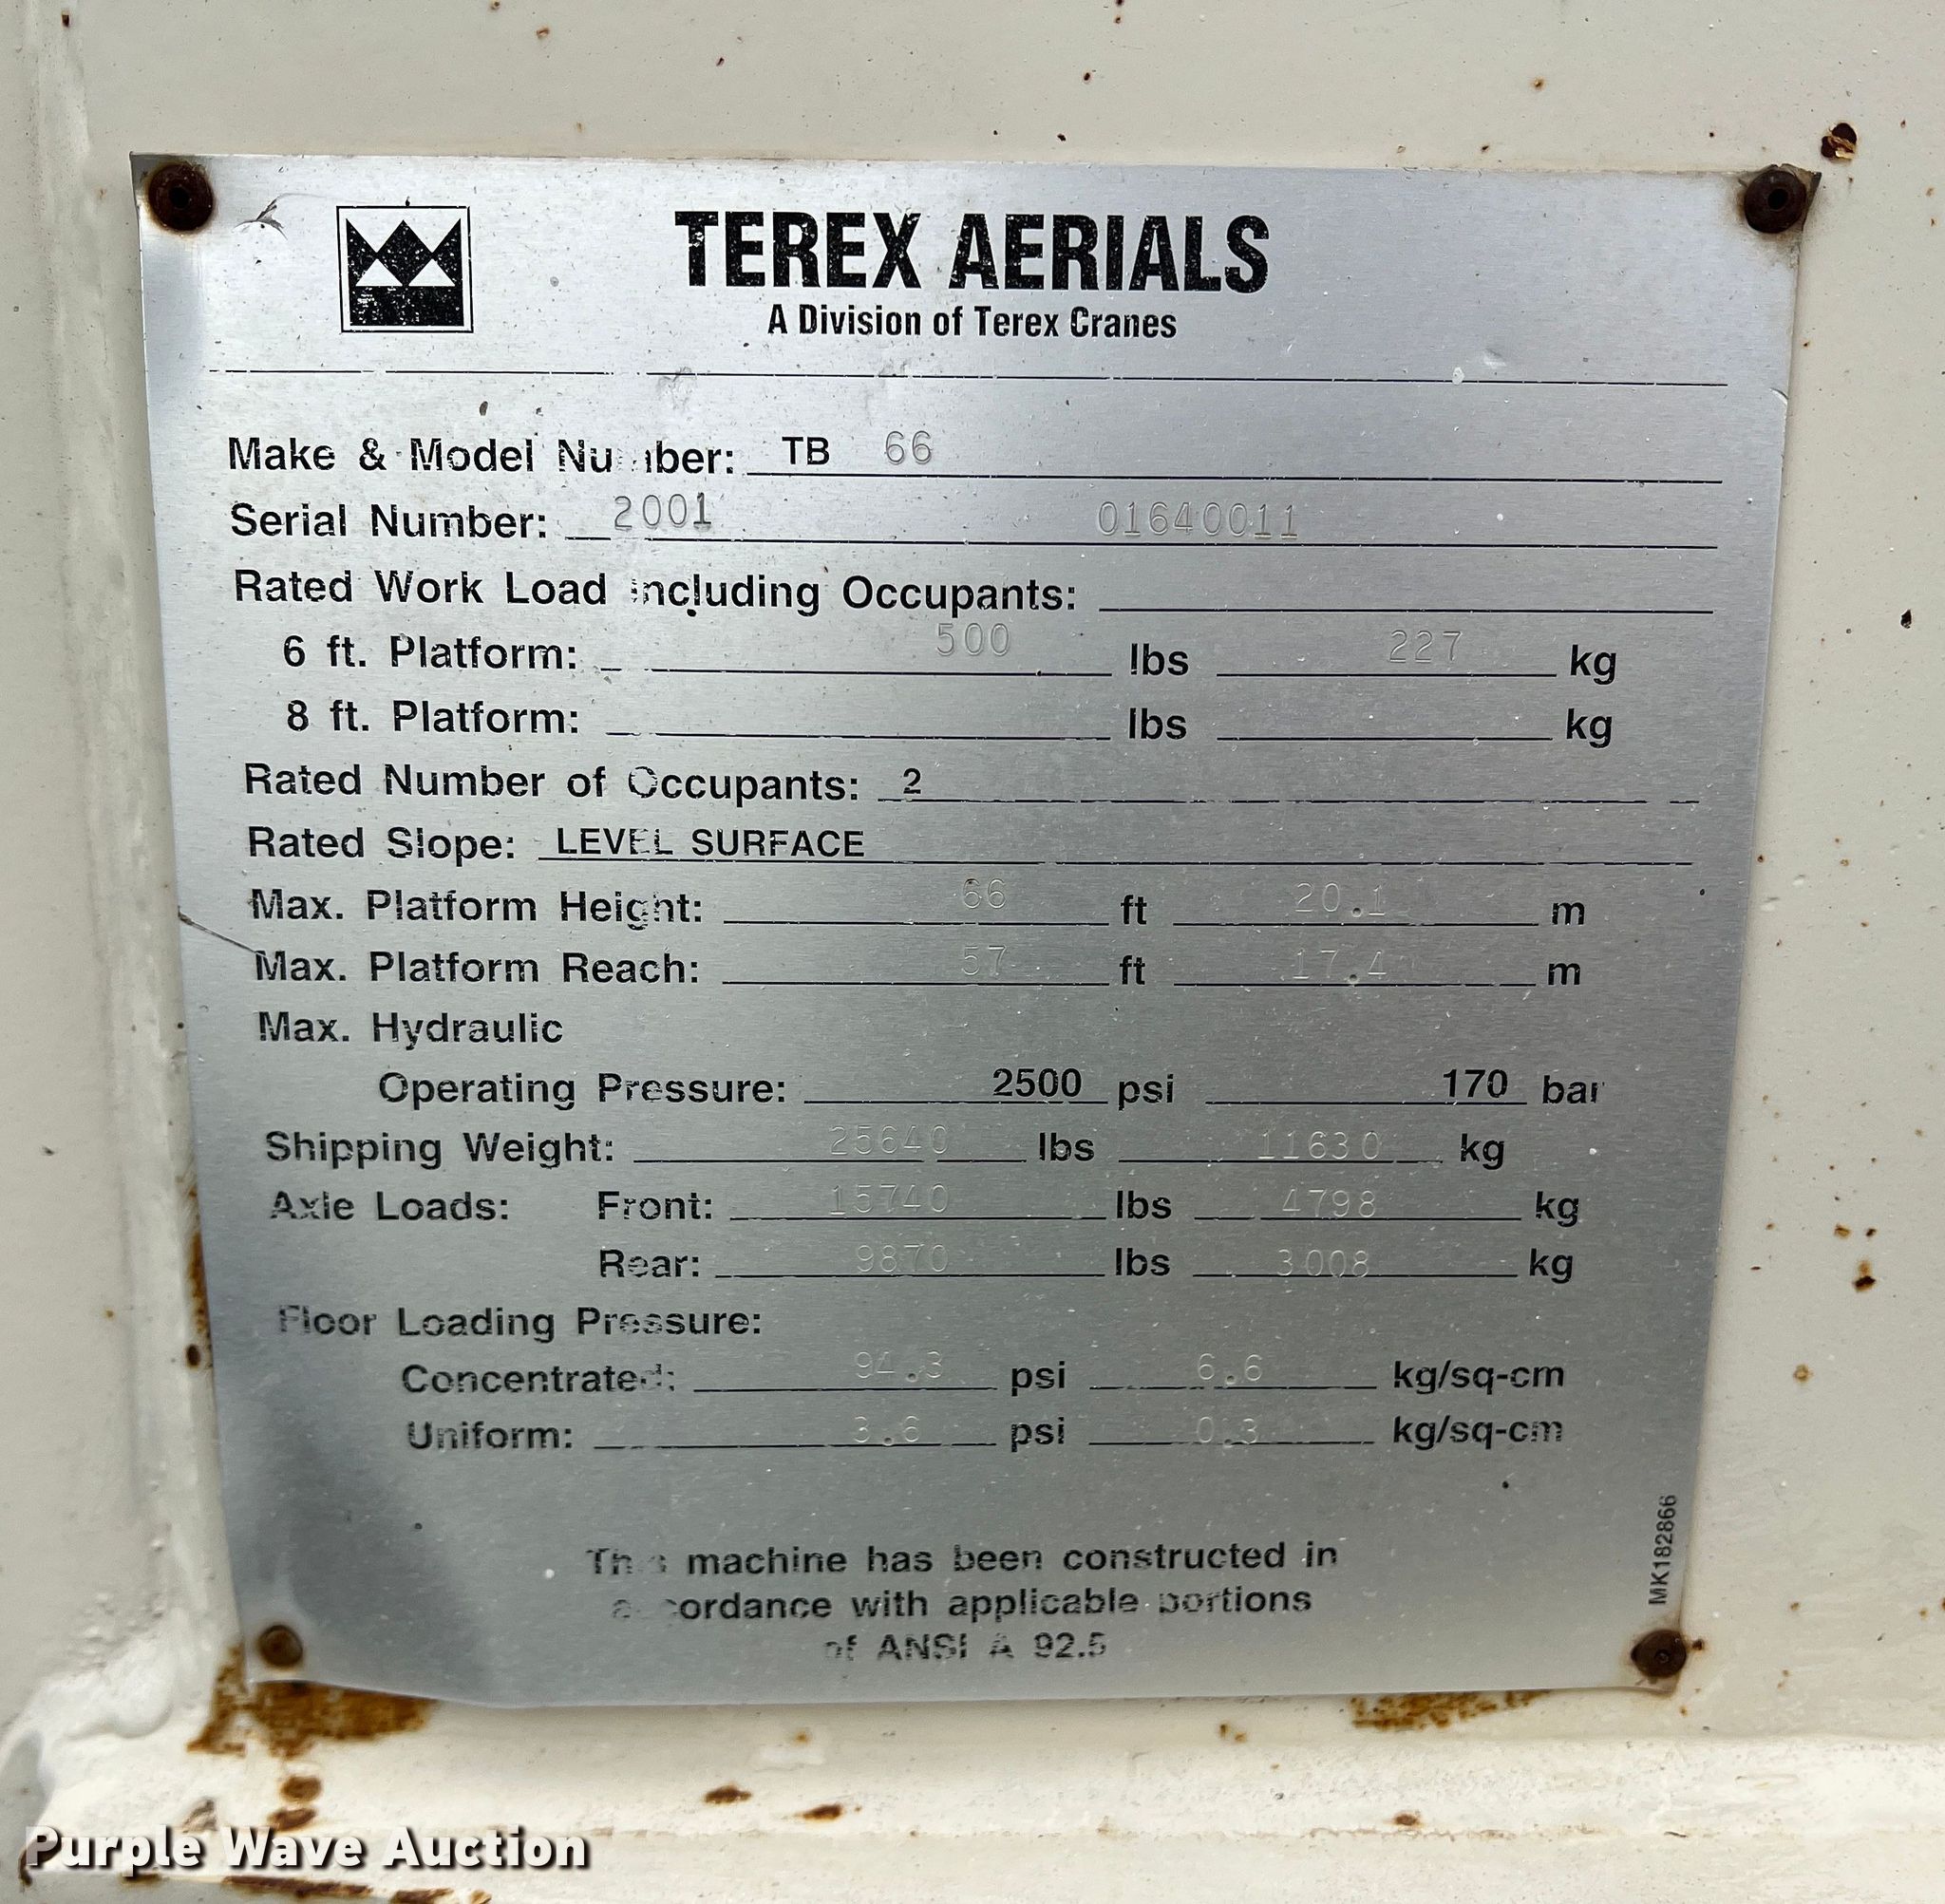 TEREX AERIALS
A Division of Terex Cranes
Make & Model Number: TB 66
Serial Number: 2001 01640011
Rated Work Load including Occupants:
6 ft. Platform: 500 lbs 227 kg
8 ft. Platform: lbs kg
Rated Number of Occupants: 2
Rated Slope: LEVEL SURFACE
Max. Platform Height: 66 ft 20.1 m
Max. Platform Reach: 57 ft 17.4 m
Max. Hydraulic
Operating Pressure: 2500 psi 170 bar
Shipping Weight: 25640 lbs 11630 kg
Axle Loads: Front: 15740 lbs 4798 kg
Rear: 9870 lbs 3008 kg
Floor Loading Pressure:
Concentrated: 94.3 psi 6.6 kg/sq-cm
Uniform: 3.6 psi 0.3 kg/sq-cm
This machine has been constructed in
accordance with applicable portions
of ANSI A 92.5
MK182866
Purple Wave Auction